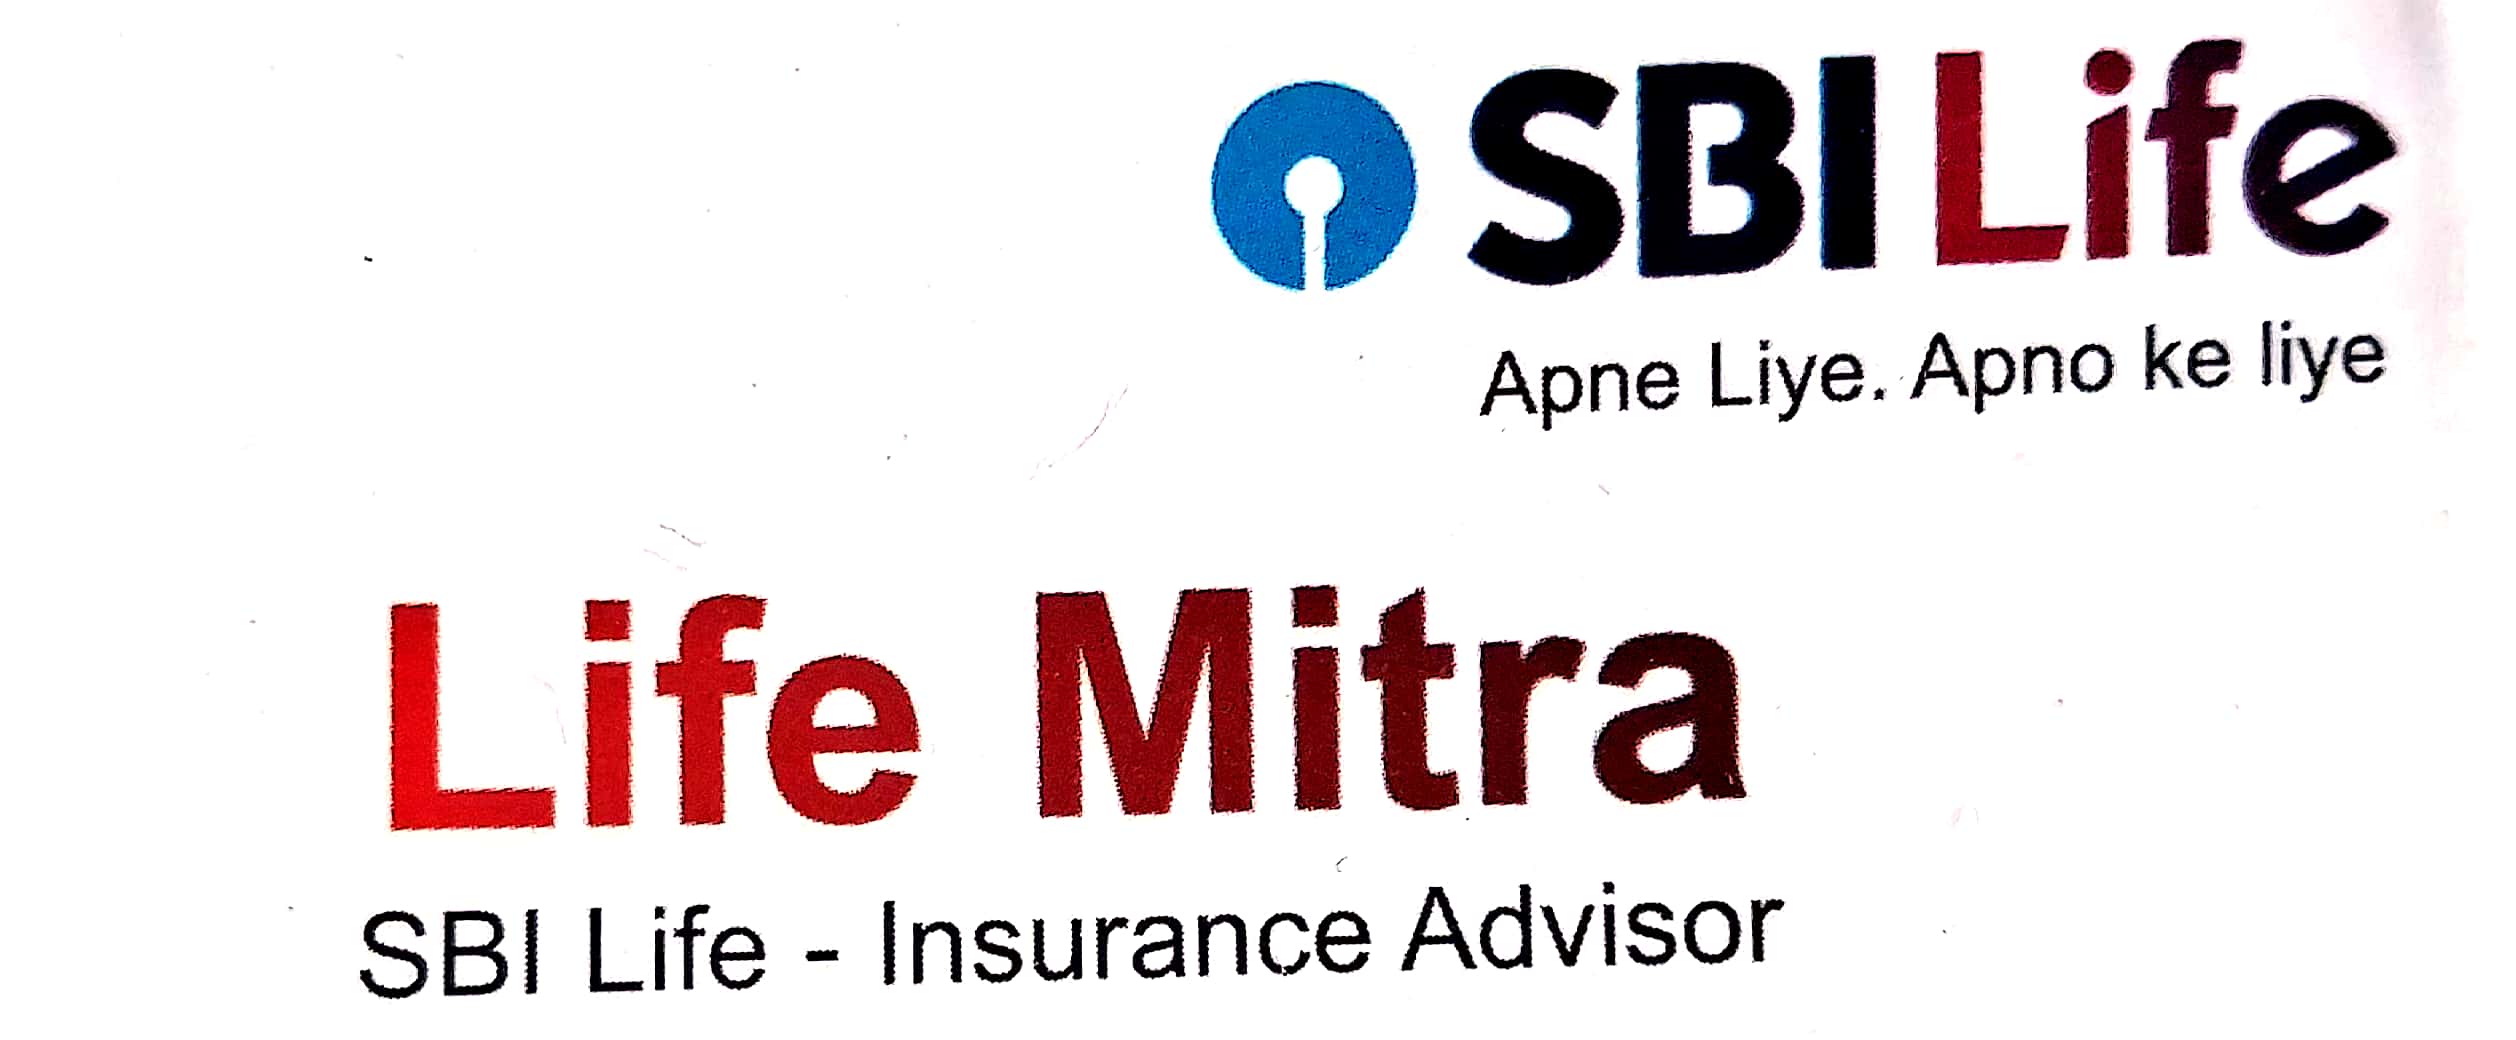 SBI Life
Apne Liye. Apno ke liye
Life Mitra
SBI Life - Insurance Advisor